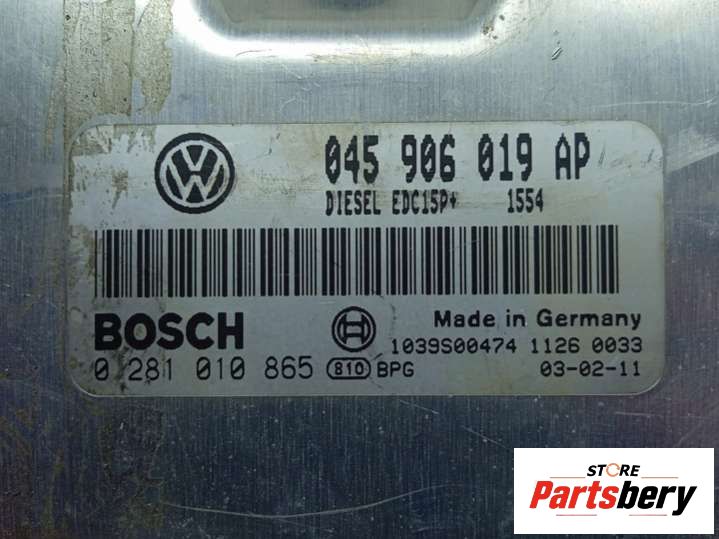 045 906 019 AP
DIESEL EDC15P+ 1554
BOSCH Made in Germany
1039S00474 1126 0033
0 281 010 865 810 BPG 03-02-11
STORE
Partsbery